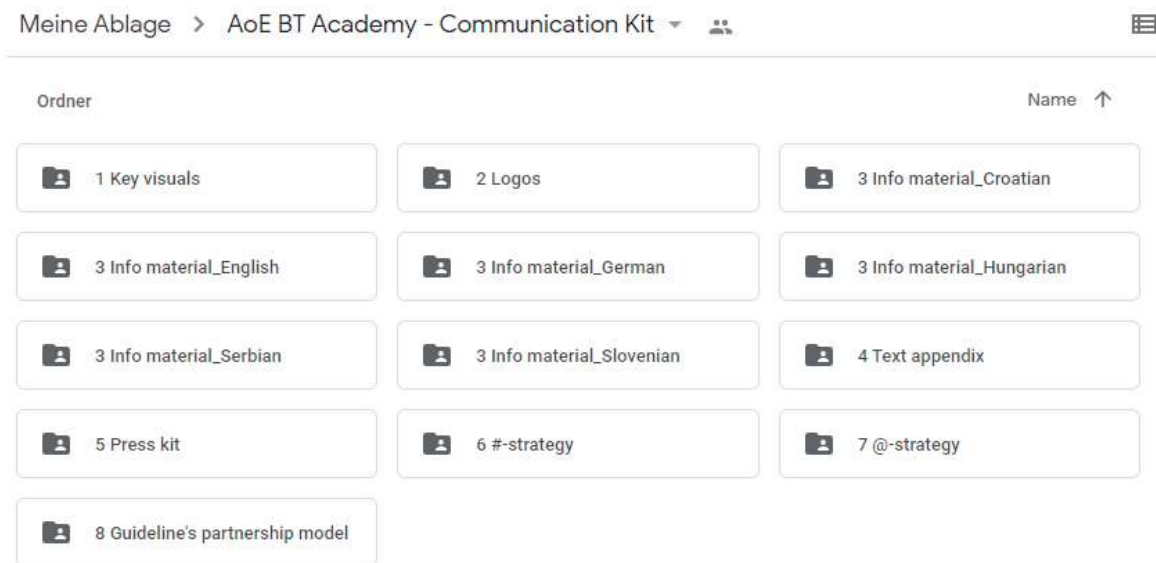 Meine Ablage > AoE BT Academy - Communication Kit
Ordner Name ↑
1 Key visuals
2 Logos
3 Info material_Croatian
3 Info material_English
3 Info material_German
3 Info material_Hungarian
3 Info material_Serbian
3 Info material_Slovenian
4 Text appendix
5 Press kit
6 #-strategy
7 @-strategy
8 Guideline's partnership model